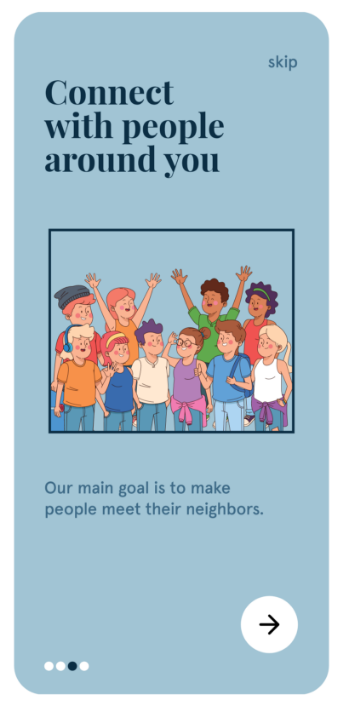 skip
Connect
with people
around you
Our main goal is to make
people meet their neighbors.